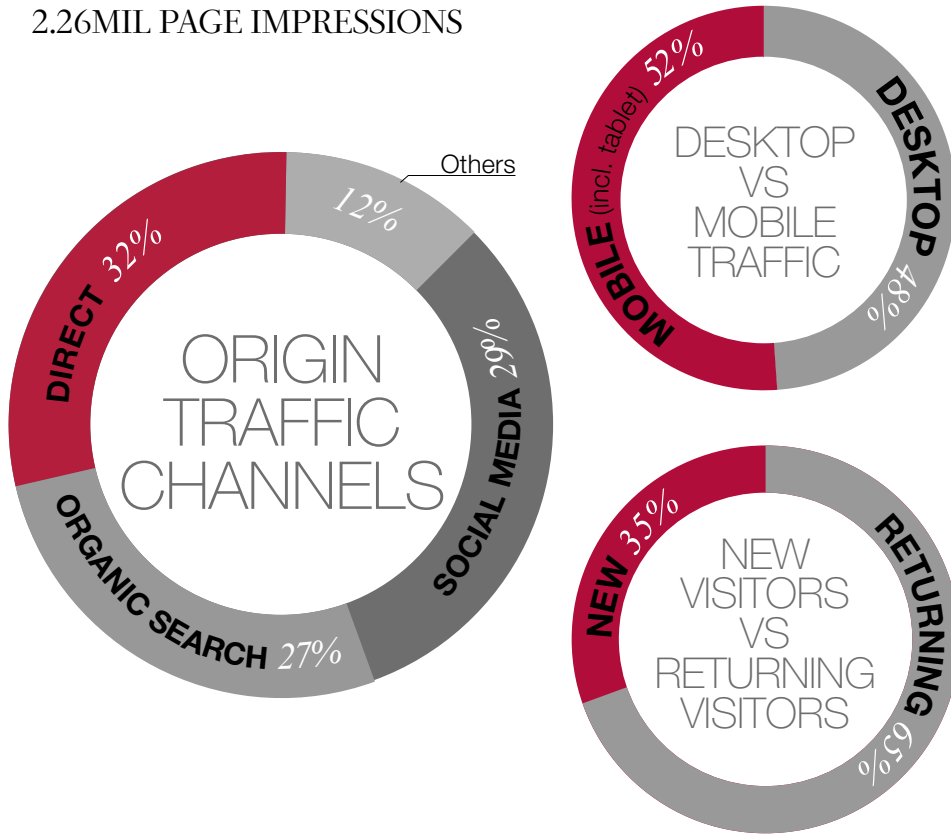 2.26MIL PAGE IMPRESSIONS
Others
12%
DIRECT 32%
SOCIAL MEDIA 29%
ORGANIC SEARCH 27%
ORIGIN
TRAFFIC
CHANNELS
MOBILE (incl. tablet) 52%
DESKTOP 48%
DESKTOP
VS
MOBILE
TRAFFIC
NEW 35%
RETURNING 65%
NEW
VISITORS
VS
RETURNING
VISITORS